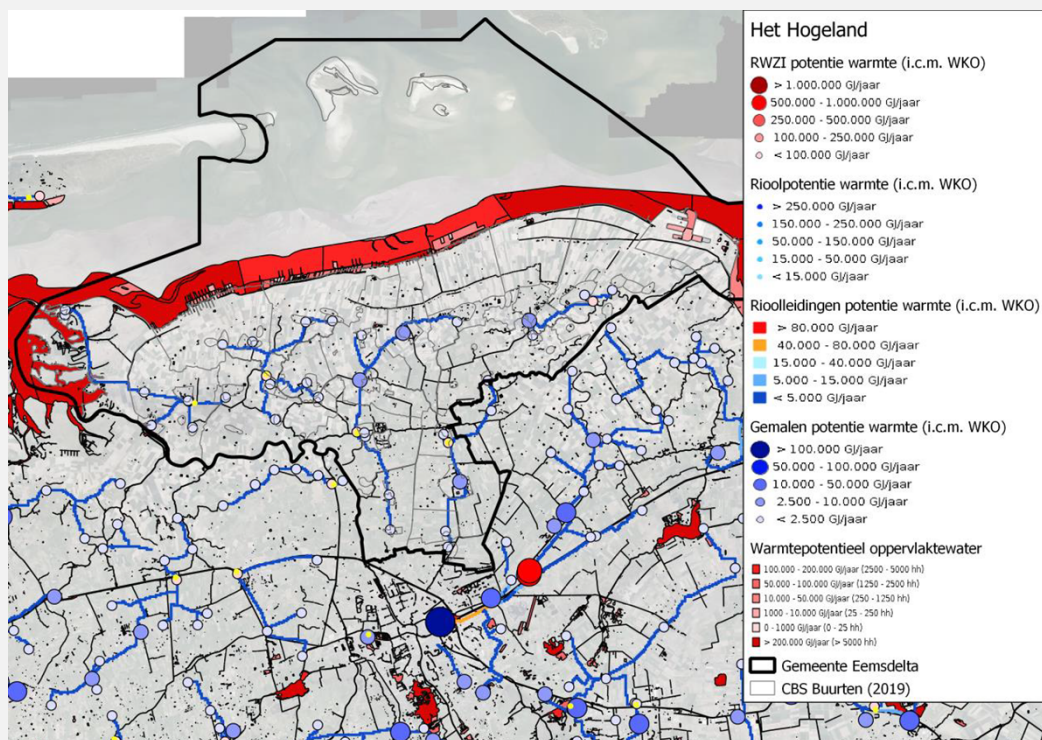 Het Hogeland
RWZI potentie warmte (i.c.m. WKO)
> 1.000.000 GJ/jaar
500.000 - 1.000.000 GJ/jaar
250.000 - 500.000 GJ/jaar
100.000 - 250.000 GJ/jaar
< 100.000 GJ/jaar
Rioolpotentie warmte (i.c.m. WKO)
> 250.000 GJ/jaar
150.000 - 250.000 GJ/jaar
50.000 - 150.000 GJ/jaar
15.000 - 50.000 GJ/jaar
< 15.000 GJ/jaar
Rioolleidingen potentie warmte (i.c.m. WKO)
> 80.000 GJ/jaar
40.000 - 80.000 GJ/jaar
15.000 - 40.000 GJ/jaar
5.000 - 15.000 GJ/jaar
< 5.000 GJ/jaar
Gemalen potentie warmte (i.c.m. WKO)
> 100.000 GJ/jaar
50.000 - 100.000 GJ/jaar
10.000 - 50.000 GJ/jaar
2.500 - 10.000 GJ/jaar
< 2.500 GJ/jaar
Warmtepotentieel oppervlaktewater
100.000 - 200.000 GJ/jaar (2500 - 5000 hh)
50.000 - 100.000 GJ/jaar (1250 - 2500 hh)
10.000 - 50.000 GJ/jaar (250 - 1250 hh)
1000 - 10.000 GJ/jaar (25 - 250 hh)
0 - 1000 GJ/jaar (0 - 25 hh)
> 200.000 GJ/jaar (> 5000 hh)
Gemeente Eemsdelta
CBS Buurten (2019)